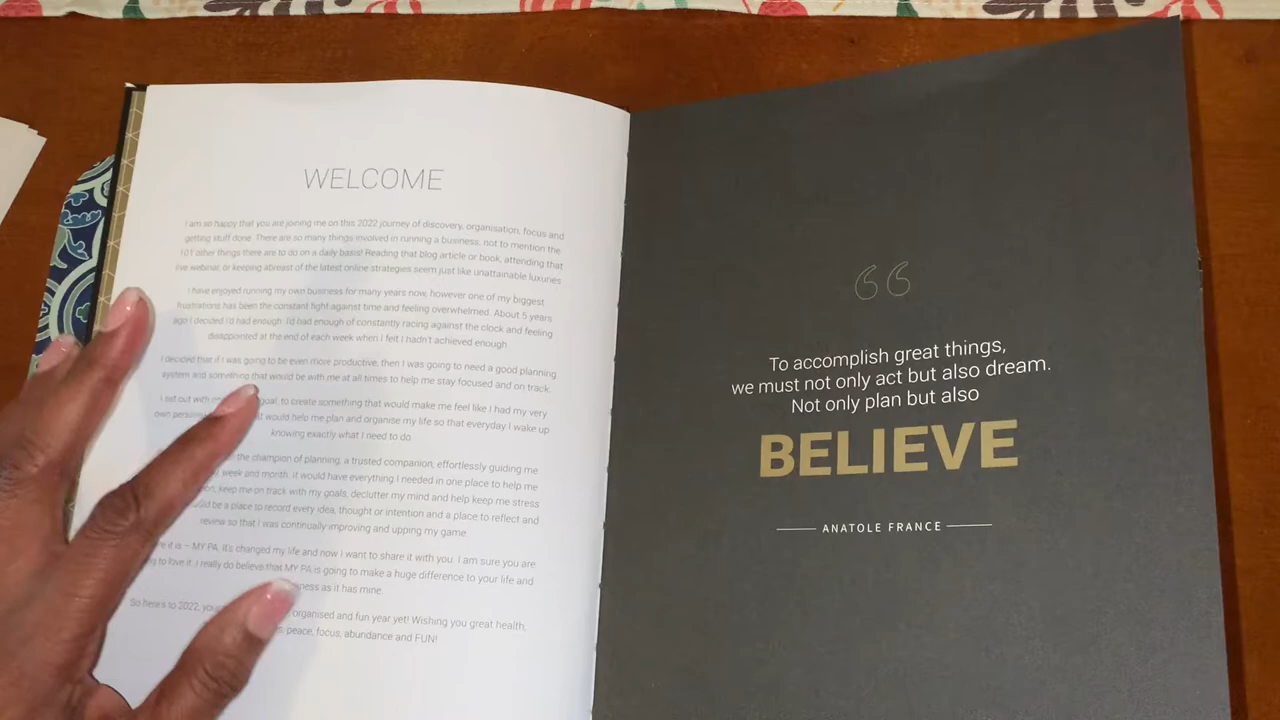 WELCOME
I am so happy that you are joining me on this 2022 journey of discovery, organisation, focus and
getting stuff done. There are so many things involved in running a business, not to mention the
101 other things there are to do on a daily basis! Reading that blog article or book, attending that
live webinar, or keeping abreast of the latest online strategies seem just like unattainable luxuries
I have enjoyed running my own business for many years now, however one of my biggest
frustrations has been the constant fight against time and feeling overwhelmed. About 5 years
ago I decided I'd had enough. I'd had enough of constantly racing against the clock and feeling
disappointed at the end of each week when I felt I hadn't achieved enough
I decided that if I was going to be even more productive, then I was going to need a good planning
system and something that would be with me at all times to help me stay focused and on track.
I set out with goal, to create something that would make me feel like I had my very
own would help me plan and organise my life so that everyday I wake up
knowing exactly what I need to do
the champion of planning, a trusted companion, effortlessly guiding me
week and month. it would have everything I needed in one place to help me
keep me on track with my goals, declutter my mind and help keep me stress
be a place to record every idea, thought or intention and a place to reflect and
review so that I was continually improving and upping my game.
it is – MY PA, it's changed my life and now I want to share it with you. I am sure you are
to love it. I really do believe that MY PA is going to make a huge difference to your life and
as it has mine.
So here's to 2022, organised and fun year yet! Wishing you great health,
peace, focus, abundance and FUN!
66
To accomplish great things,
we must not only act but also dream.
Not only plan but also
BELIEVE
ANATOLE FRANCE